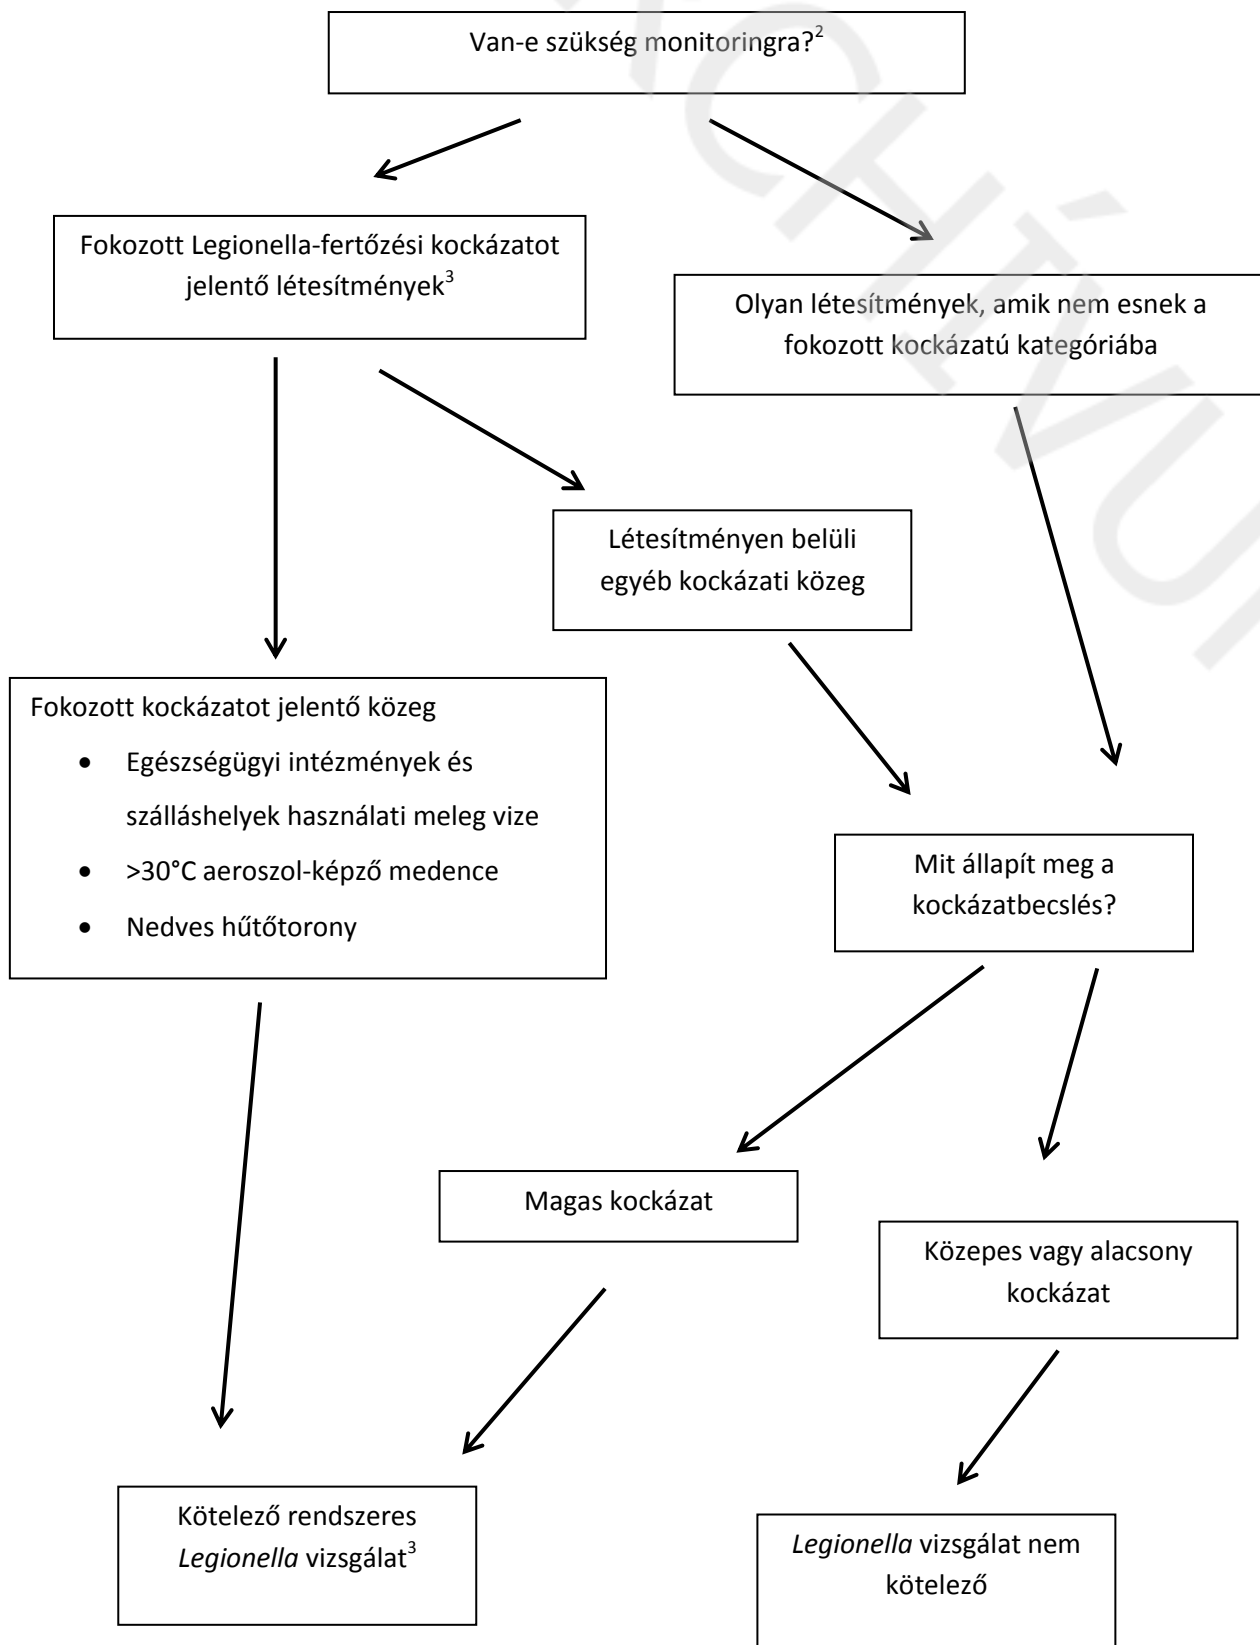 Van-e szükség monitoringra?²
Fokozott Legionella-fertőzési kockázatot
jelentő létesítmények³
Olyan létesítmények, amik nem esnek a
fokozott kockázatú kategóriába
Létesítményen belüli
egyéb kockázati közeg
Fokozott kockázatot jelentő közeg
• Egészségügyi intézmények és
szálláshelyek használati meleg vize
• >30°C aeroszol-képző medence
• Nedves hűtőtorony
Mit állapít meg a
kockázatbecslés?
Magas kockázat
Közepes vagy alacsony
kockázat
Kötelező rendszeres
Legionella vizsgálat³
Legionella vizsgálat nem
kötelező